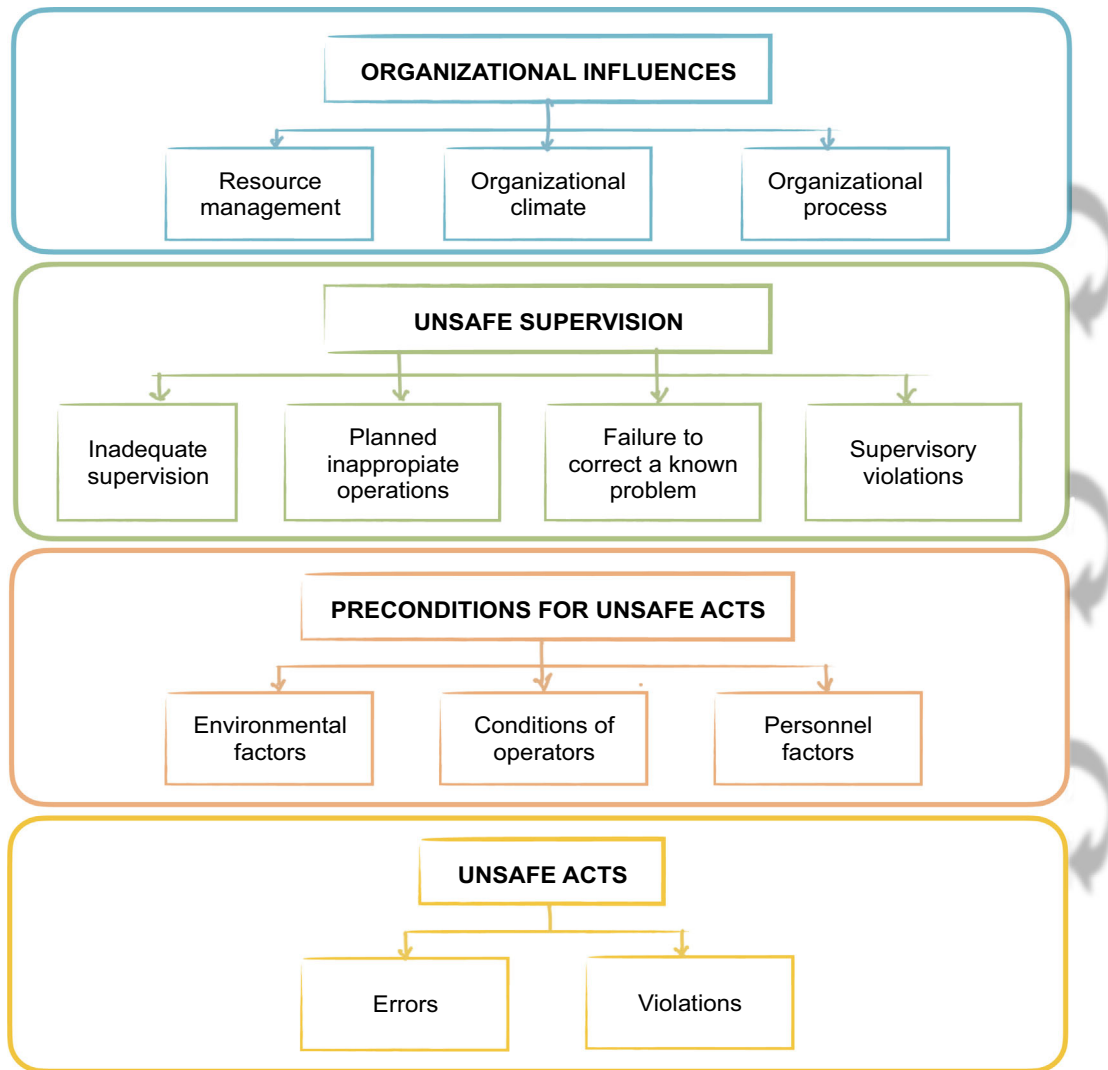 ORGANIZATIONAL INFLUENCES
Resource
management
Organizational
climate
Organizational
process
UNSAFE SUPERVISION
Inadequate
supervision
Planned
inappropiate
operations
Failure to
correct a known
problem
Supervisory
violations
PRECONDITIONS FOR UNSAFE ACTS
Environmental
factors
Conditions of
operators
Personnel
factors
UNSAFE ACTS
Errors
Violations